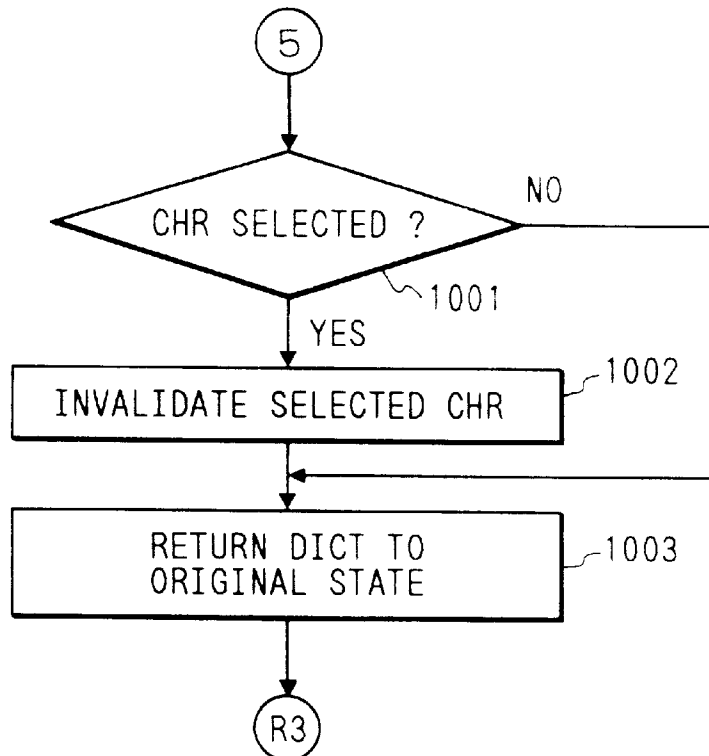 5
CHR SELECTED ?
NO
1001
YES
INVALIDATE SELECTED CHR
1002
RETURN DICT TO
ORIGINAL STATE
1003
R3